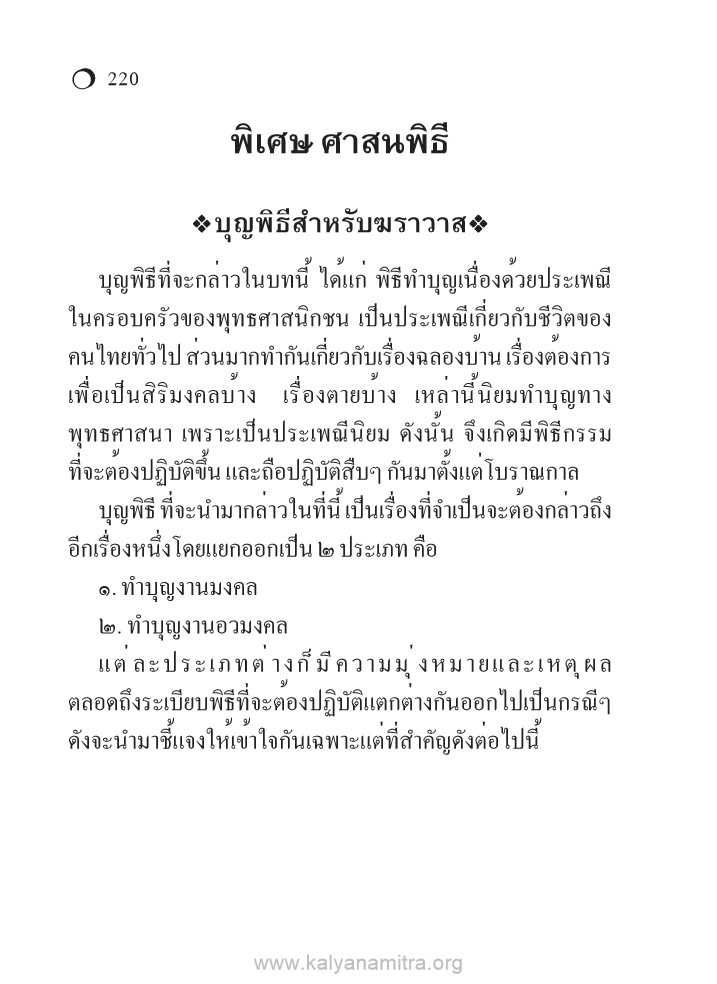 220
พิเศษ ศาสนพิธี
❖บุญพิธีสำหรับฆราวาส❖
บุญพิธีที่จะกล่าวในบทนี้ ได้แก่ พิธีทำบุญเนื่องด้วยประเพณี
ในครอบครัวของพุทธศาสนิกชน เป็นประเพณีเกี่ยวกับชีวิตของ
คนไทยทั่วไป ส่วนมากทำกันเกี่ยวกับเรื่องฉลองบ้าน เรื่องต้องการ
เพื่อเป็นสิริมงคลบ้าง เรื่องตายบ้าง เหล่านี้นิยมทำบุญทาง
พุทธศาสนา เพราะเป็นประเพณีนิยม ดังนั้น จึงเกิดมีพิธีกรรม
ที่จะต้องปฏิบัติขึ้น และถือปฏิบัติสืบๆ กันมาตั้งแต่โบราณกาล
บุญพิธี ที่จะนำมากล่าวในที่นี้ เป็นเรื่องที่จำเป็นจะต้องกล่าวถึง
อีกเรื่องหนึ่งโดยแยกออกเป็น ๒ ประเภท คือ
๑. ทำบุญงานมงคล
๒. ทำบุญงานอวมงคล
แต่ละประเภทต่างก็มีความมุ่งหมายและเหตุผล
ตลอดถึงระเบียบพิธีที่จะต้องปฏิบัติแตกต่างกันออกไปเป็นกรณีๆ
ดังจะนำมาชี้แจงให้เข้าใจกันเฉพาะแต่ที่สำคัญดังต่อไปนี้
www.kalyanamitra.org